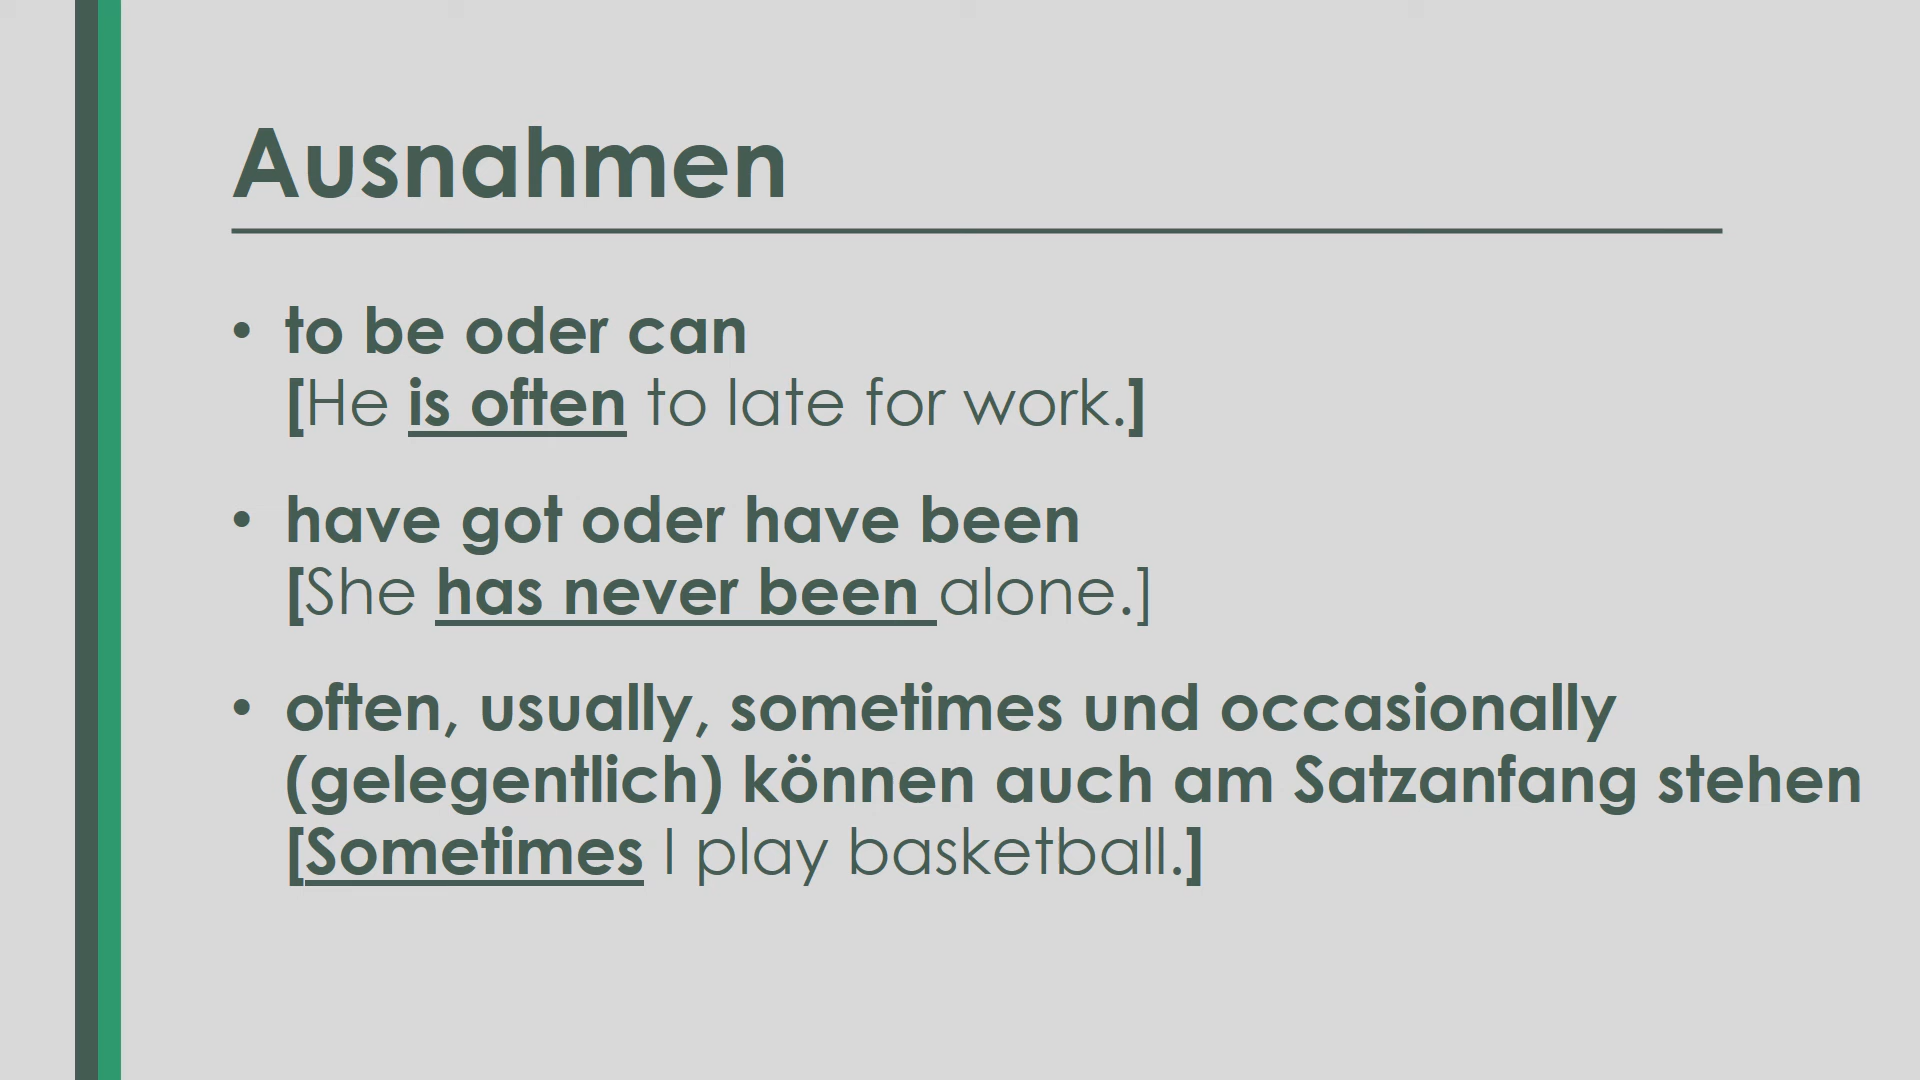 Ausnahmen
• to be oder can
[He is often to late for work.]
• have got oder have been
[She has never been alone.]
• often, usually, sometimes und occasionally
(gelegentlich) können auch am Satzanfang stehen
[Sometimes I play basketball.]